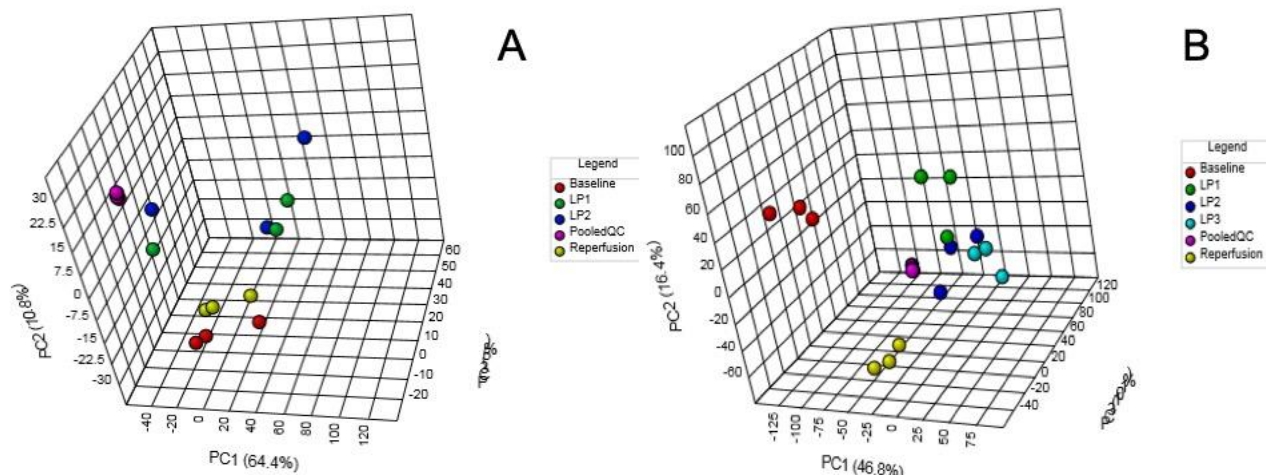 A
30
22.5
15
7.5
0
-7.5
-15
-22.5
-30
PC2 (10.8%)
-40
-20
0
20
40
60
80
100
120
PC1 (64.4%)
60
50
40
30
20
10
0
-10
-20
Legend
Baseline
LP1
LP2
PooledQC
Reperfusion
B
100
80
60
40
20
0
-20
-40
-60
PC2 (16.4%)
-125
-100
-75
-50
-25
0
25
50
75
PC1 (46.8%)
120
100
80
60
40
20
0
-20
-40
Legend
Baseline
LP1
LP2
LP3
PooledQC
Reperfusion